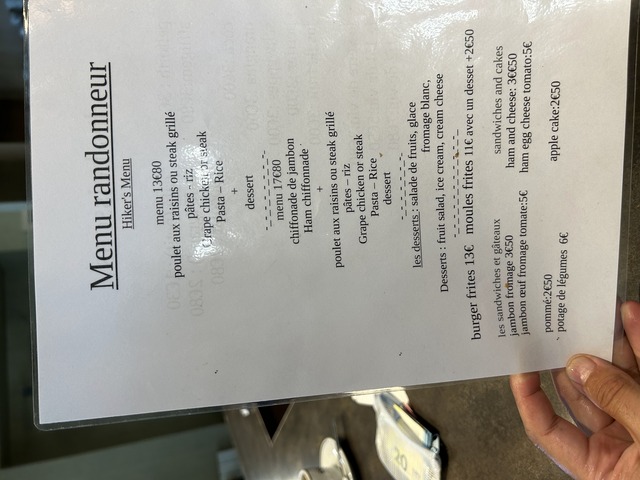 Menu randonneur
Hiker's Menu
menu 13€80
poulet aux raisins ou steak grillé
pâtes - riz
Grape chicken or steak
Pasta – Rice
+
dessert
-_-_-_-_-_-_-_-_-
menu 17€80
chiffonade de jambon
Ham chiffonnade
+
poulet aux raisins ou steak grillé
pâtes – riz
Grape chicken or steak
Pasta – Rice
dessert
-_-_-_-_-_-_-_-
les desserts : salade de fruits, glace
fromage blanc,
Desserts : fruit salad, ice cream, cream cheese
-_-_-_-_-_-_-_-_-_-_-
burger frites 13€ moules frites 11€ avec un desset +2€50
les sandwiches et gâteaux sandwichs and cakes
jambon fromage 3€50 ham and cheese: 3€€50
jambon œuf fromage tomate:5€ ham egg cheese tomato:5€
pommé:2€50 apple cake:2€50
potage de légumes 6€